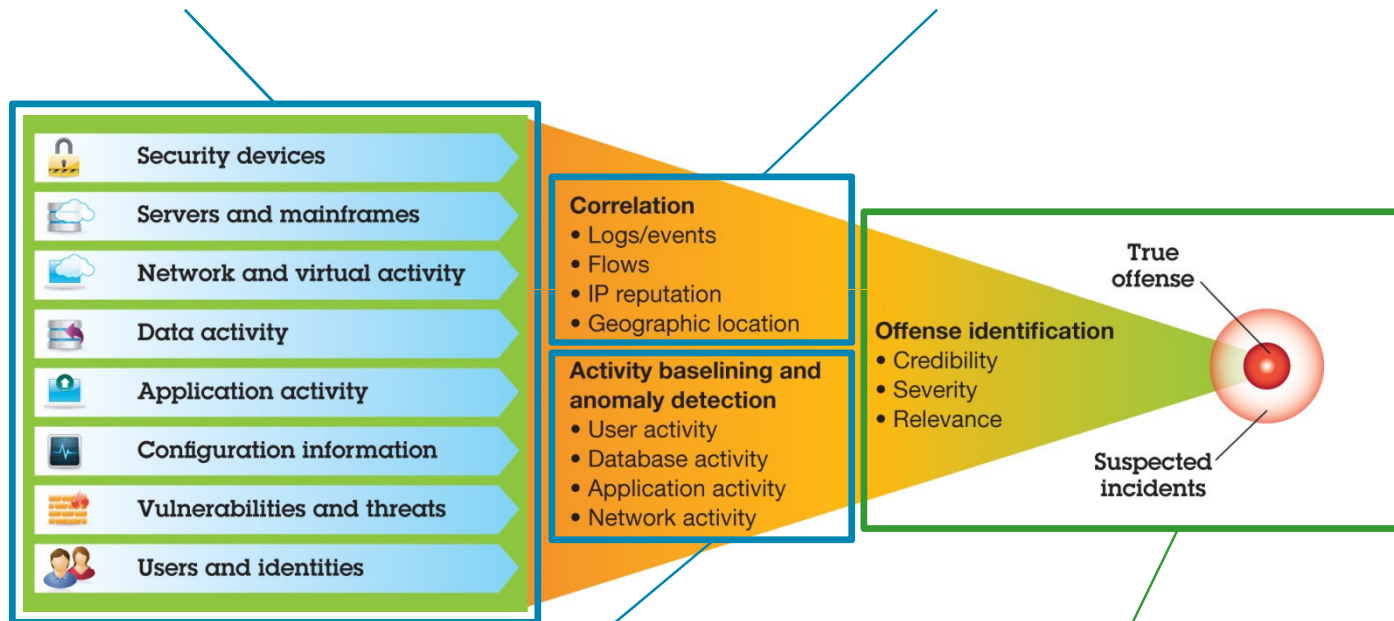 Security devices
Servers and mainframes
Network and virtual activity
Data activity
Application activity
Configuration information
Vulnerabilities and threats
Users and identities
Correlation
• Logs/events
• Flows
• IP reputation
• Geographic location
Activity baselining and
anomaly detection
• User activity
• Database activity
• Application activity
• Network activity
Offense identification
• Credibility
• Severity
• Relevance
True
offense
Suspected
incidents